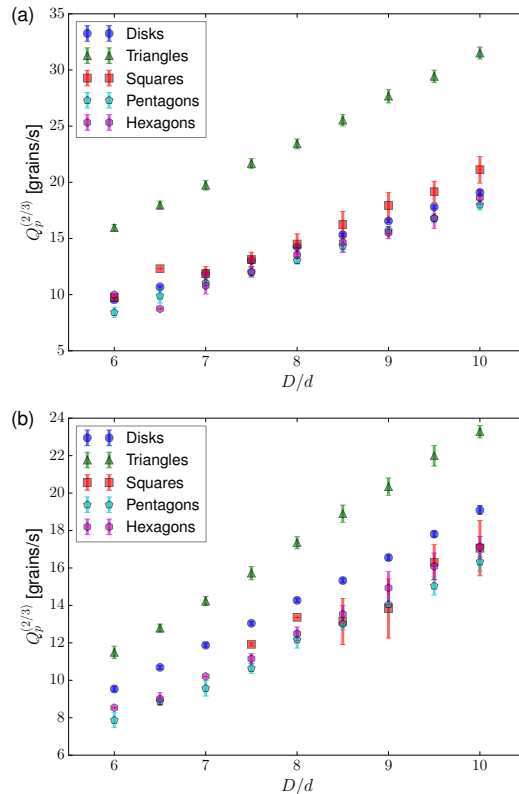 (a)
35
30
25
20
15
10
5
Q_p^(2/3) [grains/s]
Disks
Triangles
Squares
Pentagons
Hexagons
6 7 8 9 10
D/d
(b)
24
22
20
18
16
14
12
10
8
6
Q_p^(2/3) [grains/s]
Disks
Triangles
Squares
Pentagons
Hexagons
6 7 8 9 10
D/d